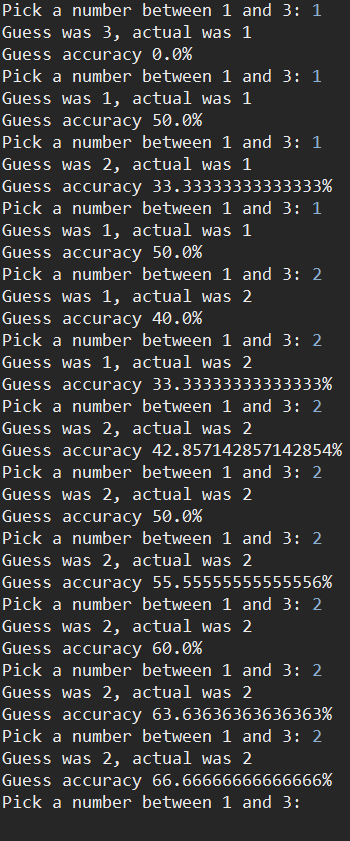 Pick a number between 1 and 3: 1
Guess was 3, actual was 1
Guess accuracy 0.0%
Pick a number between 1 and 3: 1
Guess was 1, actual was 1
Guess accuracy 50.0%
Pick a number between 1 and 3: 1
Guess was 2, actual was 1
Guess accuracy 33.33333333333333%
Pick a number between 1 and 3: 1
Guess was 1, actual was 1
Guess accuracy 50.0%
Pick a number between 1 and 3: 2
Guess was 1, actual was 2
Guess accuracy 40.0%
Pick a number between 1 and 3: 2
Guess was 1, actual was 2
Guess accuracy 33.33333333333333%
Pick a number between 1 and 3: 2
Guess was 2, actual was 2
Guess accuracy 42.857142857142854%
Pick a number between 1 and 3: 2
Guess was 2, actual was 2
Guess accuracy 50.0%
Pick a number between 1 and 3: 2
Guess was 2, actual was 2
Guess accuracy 55.55555555555556%
Pick a number between 1 and 3: 2
Guess was 2, actual was 2
Guess accuracy 60.0%
Pick a number between 1 and 3: 2
Guess was 2, actual was 2
Guess accuracy 63.63636363636363%
Pick a number between 1 and 3: 2
Guess was 2, actual was 2
Guess accuracy 66.66666666666666%
Pick a number between 1 and 3: